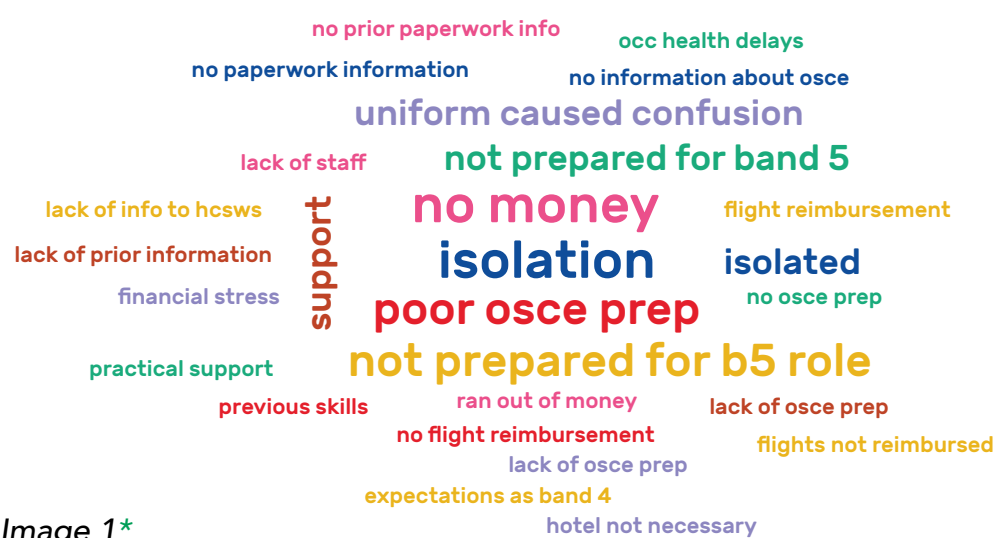 no prior paperwork info
occ health delays
no paperwork information
no information about osce
uniform caused confusion
lack of staff
not prepared for band 5
lack of info to hcsws
support
no money
flight reimbursement
lack of prior information
isolation
isolated
financial stress
poor osce prep
no osce prep
practical support
not prepared for b5 role
previous skills
ran out of money
lack of osce prep
no flight reimbursement
flights not reimbursed
lack of osce prep
expectations as band 4
hotel not necessary
Image 1*